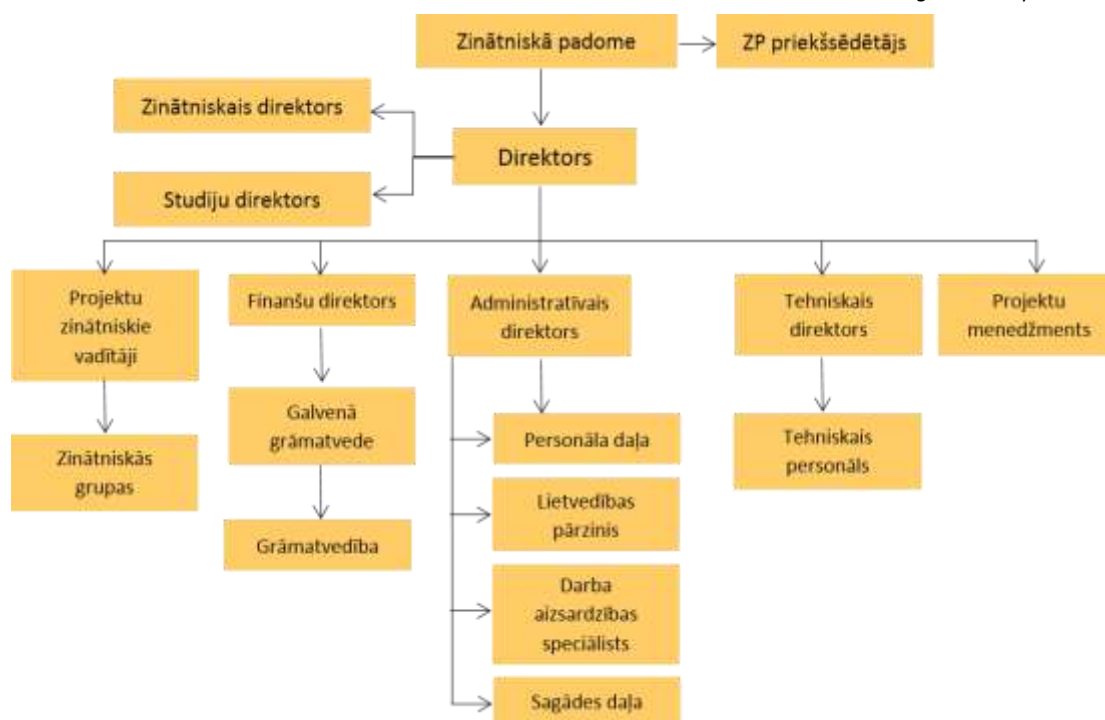 Zinātniskā padome
ZP priekšsēdētājs
Zinātniskais direktors
Direktors
Studiju direktors
Projektu
zinātniskie
vadītāji
Finanšu direktors
Administratīvais
direktors
Tehniskais
direktors
Projektu
menedžments
Galvenā
grāmatvede
Personāla daļa
Tehniskais
personāls
Zinātniskās
grupas
Lietvedības
pārzinis
Grāmatvedība
Darba
aizsardzības
speciālists
Sagādes daļa